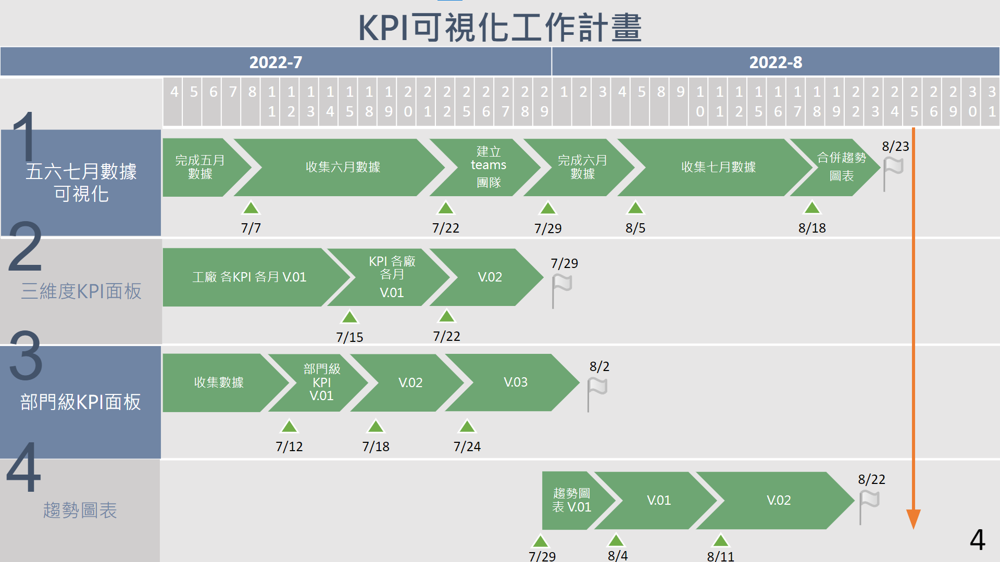 KPI可視化工作計畫
2022-7 2022-8
4 5 6 7 8 11 12 13 14 15 18 19 20 21 22 25 26 27 28 29 1 2 3 4 5 8 9 10 11 12 15 16 17 18 19 22 23 24 25 26 29 30 31
1
五六七月數據
可視化
完成五月
數據
收集六月數據
建立
teams
團隊
完成六月
數據
收集七月數據
合併趨勢
圖表
8/23
7/7 7/22 7/29 8/5 8/18
2
三維度KPI面板
工廠 各KPI 各月 V.01
KPI 各廠
各月
V.01
V.02
7/29
7/15 7/22
3
部門級KPI面板
收集數據
部門級
KPI
V.01
V.02
V.03
8/2
7/12 7/18 7/24
4
趨勢圖表
趨勢圖
表 V.01
V.01
V.02
8/22
7/29 8/4 8/11
4